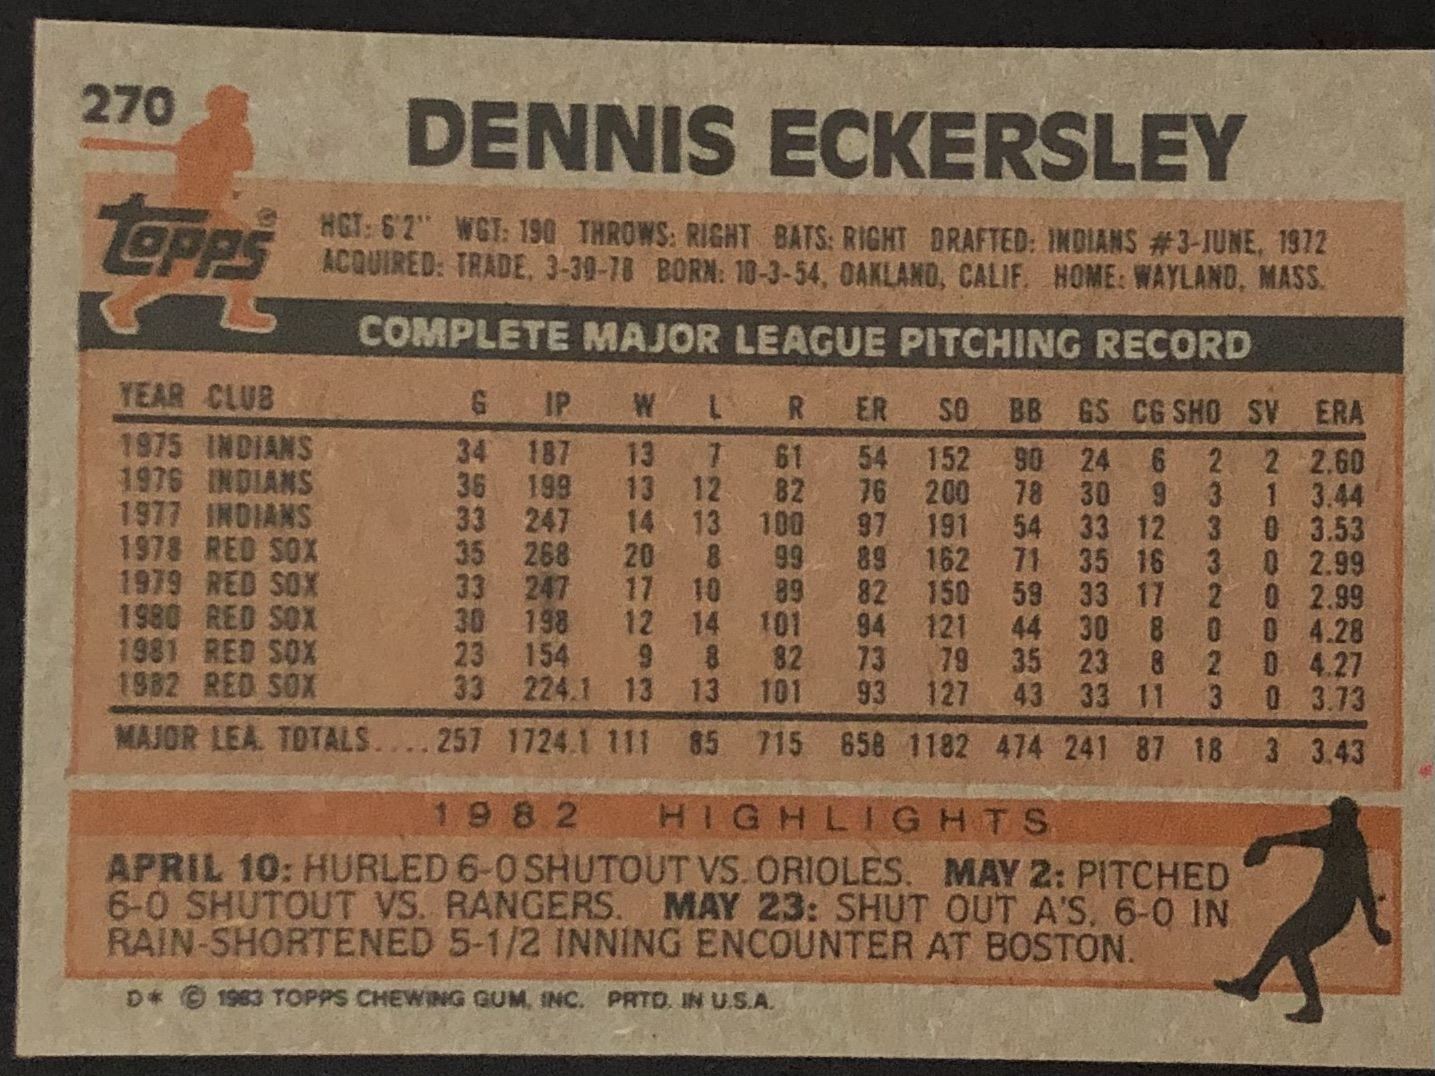 270
DENNIS ECKERSLEY
Topps®
HGT: 6'2" WGT: 190 THROWS: RIGHT BATS: RIGHT DRAFTED: INDIANS #3-JUNE, 1972
ACQUIRED: TRADE, 3-30-78 BORN: 10-3-54, OAKLAND, CALIF. HOME: WAYLAND, MASS.
COMPLETE MAJOR LEAGUE PITCHING RECORD
YEAR CLUB G IP W L R ER SO BB GS CG SHO SV ERA
1975 INDIANS 34 187 13 7 61 54 152 90 24 6 2 2 2.60
1976 INDIANS 36 199 13 12 82 76 200 78 30 9 3 1 3.44
1977 INDIANS 33 247 14 13 100 97 191 54 33 12 3 0 3.53
1978 RED SOX 35 268 20 8 99 89 162 71 35 16 3 0 2.99
1979 RED SOX 33 247 17 10 89 82 150 59 33 17 2 0 2.99
1980 RED SOX 30 198 12 14 101 94 121 44 30 8 0 0 4.28
1981 RED SOX 23 154 9 8 82 73 79 35 23 8 2 0 4.27
1982 RED SOX 33 224.1 13 13 101 93 127 43 33 11 3 0 3.73
MAJOR LEA. TOTALS.... 257 1724.1 111 85 715 658 1182 474 241 87 18 3 3.43
1982 HIGHLIGHTS
APRIL 10: HURLED 6-0 SHUTOUT VS. ORIOLES. MAY 2: PITCHED
6-0 SHUTOUT VS. RANGERS. MAY 23: SHUT OUT A'S, 6-0 IN
RAIN-SHORTENED 5-1/2 INNING ENCOUNTER AT BOSTON.
D* © 1983 TOPPS CHEWING GUM, INC. PRTD. IN U.S.A.